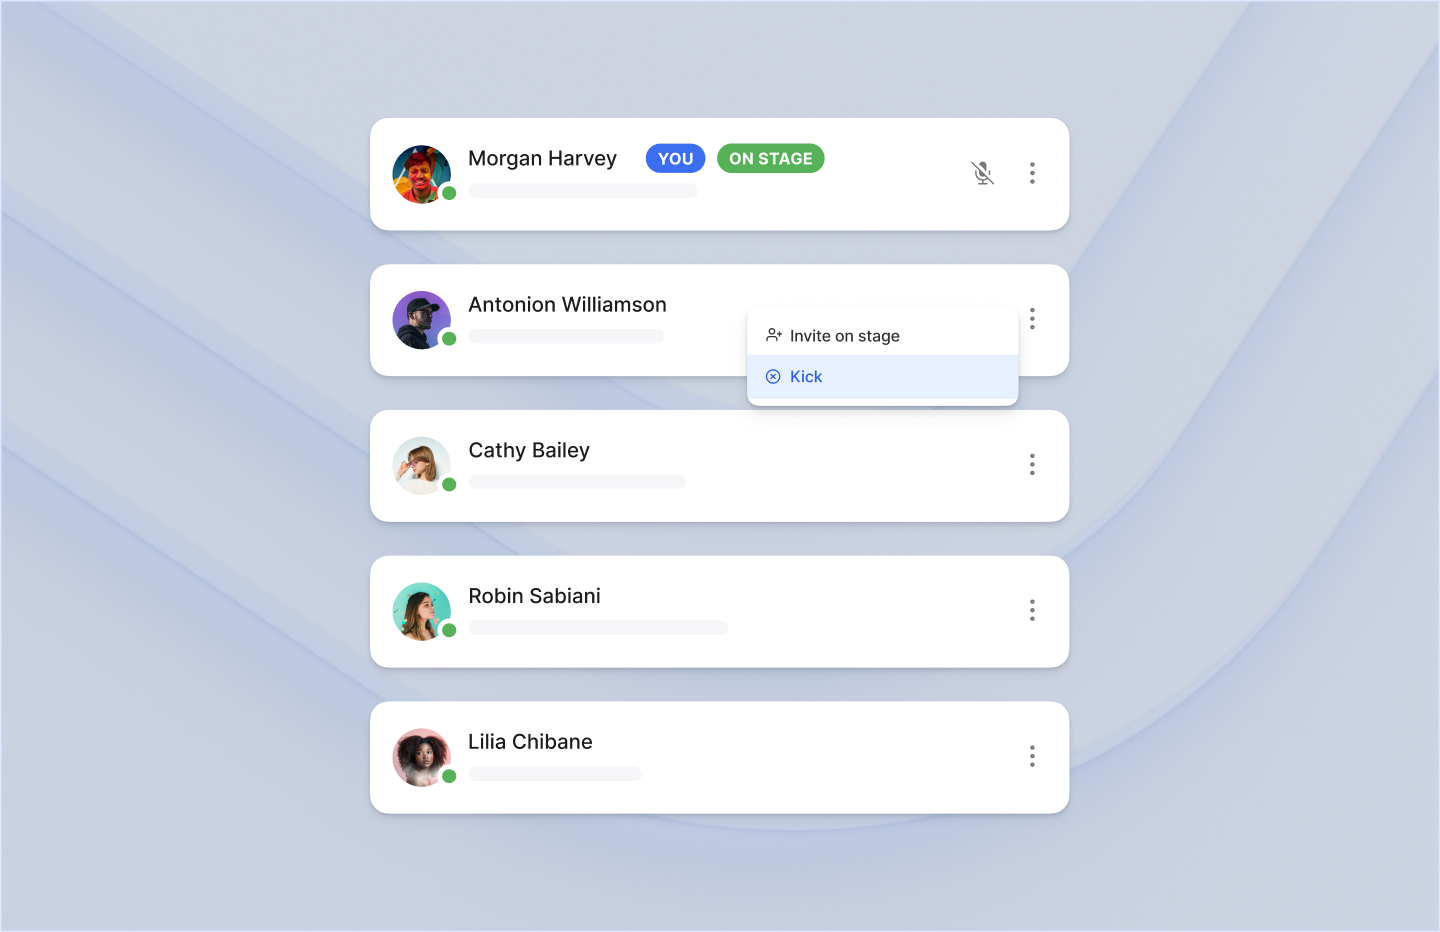 Morgan Harvey YOU ON STAGE
Antonion Williamson
Invite on stage
Kick
Cathy Bailey
Robin Sabiani
Lilia Chibane